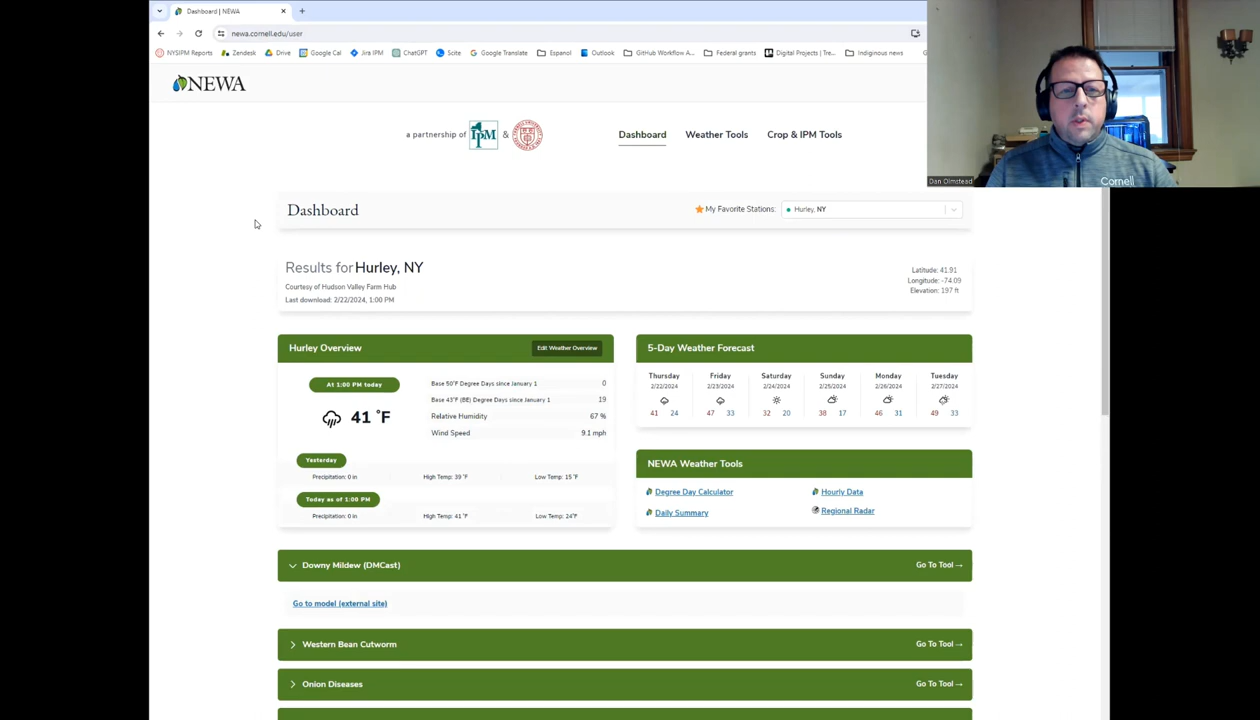 Dashboard | NEWA
newa.cornell.edu/user
NYSIPM Reports Zendesk Drive Google Cal Jira IPM ChatGPT Scite Google Translate Espanol Outlook GitHub Workflow A... Federal grants Digital Projects | Tre... Indiginous news
NEWA
a partnership of IPM & Dashboard Weather Tools Crop & IPM Tools
Dan Olmstead
Cornell
Dashboard My Favorite Stations: Hurley, NY
Results for Hurley, NY
Courtesy of Hudson Valley Farm Hub
Last download: 2/22/2024, 1:00 PM
Latitude: 41.91
Longitude: -74.09
Elevation: 197 ft
Hurley Overview Edit Weather Overview
At 1:00 PM today
41 °F
Base 50°F Degree Days since January 1 0
Base 43°F (BE) Degree Days since January 1 19
Relative Humidity 67 %
Wind Speed 9.1 mph
Yesterday
Precipitation: 0 in High Temp: 39 °F Low Temp: 15°F
Today as of 1:00 PM
Precipitation: 0 in High Temp: 41 °F Low Temp: 24°F
5-Day Weather Forecast
Thursday Friday Saturday Sunday Monday Tuesday
2/22/2024 2/23/2024 2/24/2024 2/25/2024 2/26/2024 2/27/2024
41 24 47 33 32 20 38 17 46 31 49 33
NEWA Weather Tools
Degree Day Calculator Hourly Data
Daily Summary Regional Radar
Downy Mildew (DMCast) Go To Tool →
Go to model (external site)
Western Bean Cutworm Go To Tool →
Onion Diseases Go To Tool →